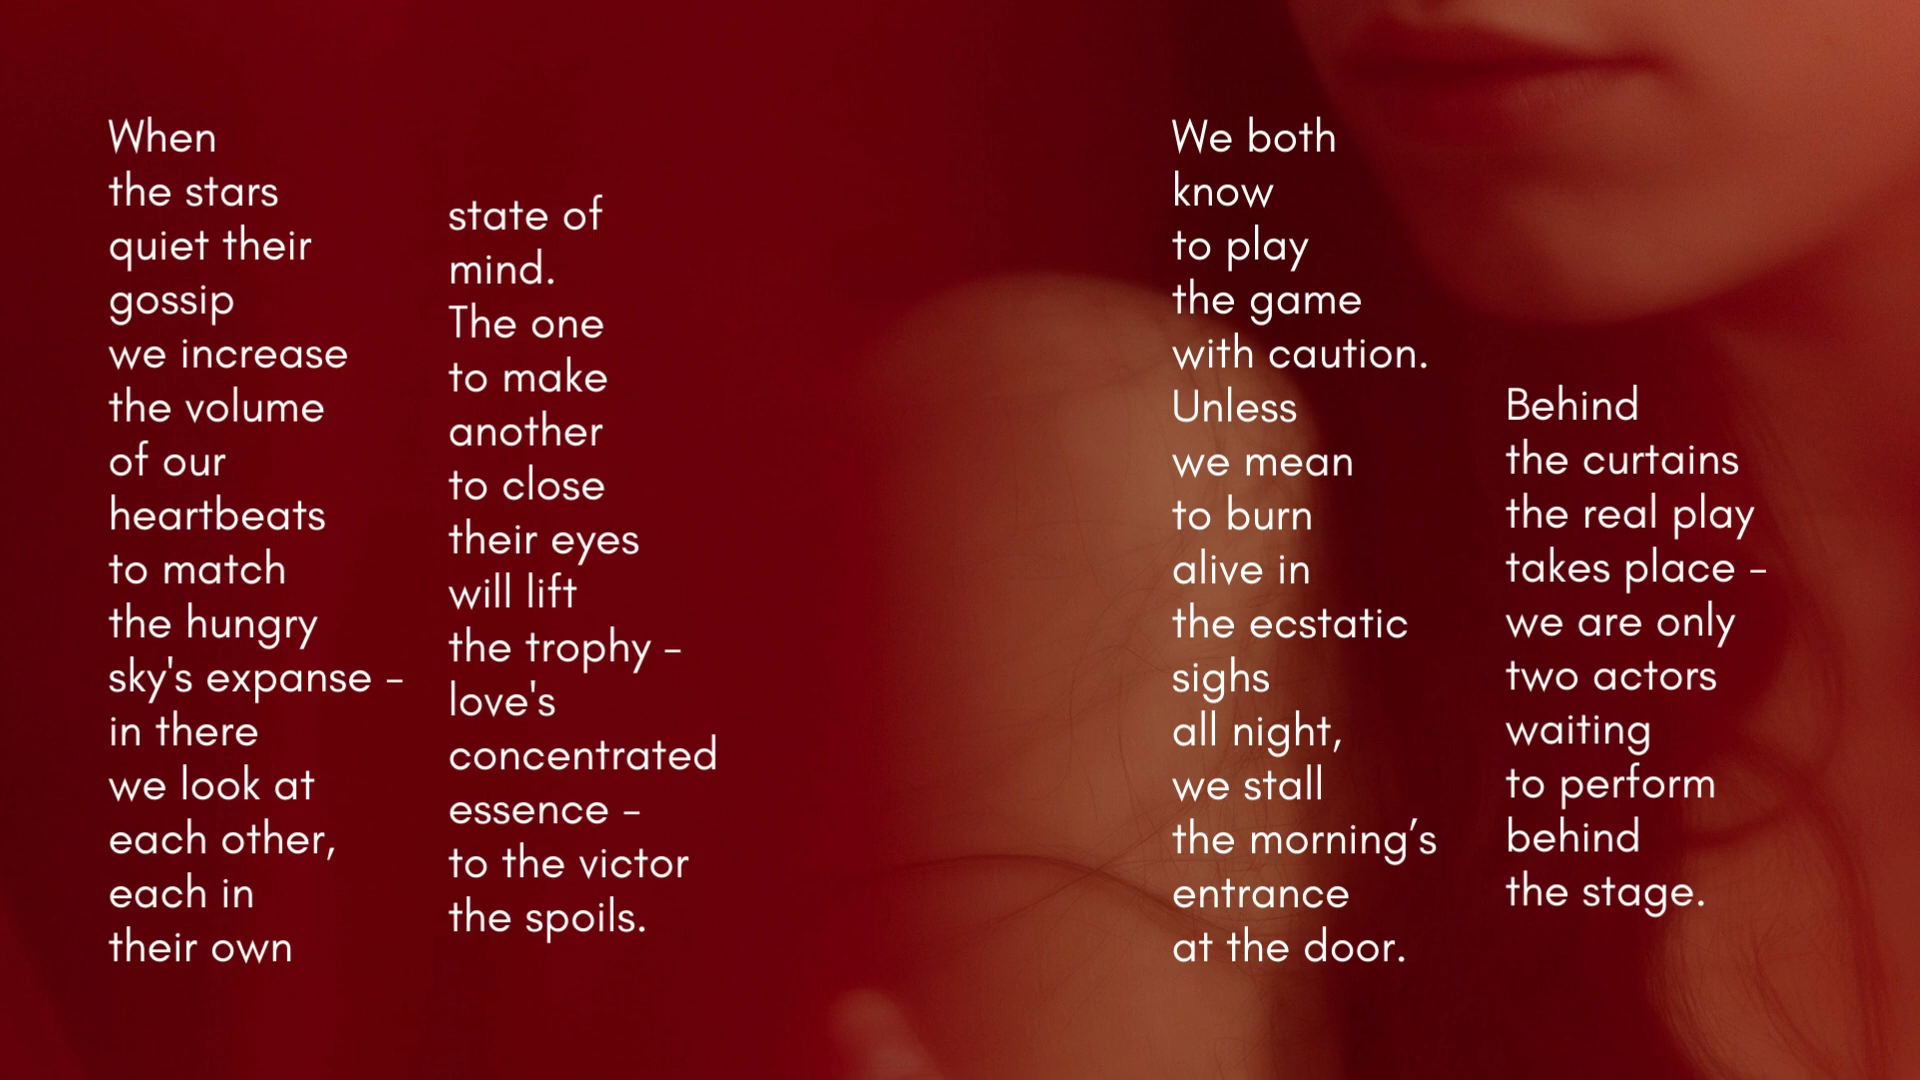 When
the stars
quiet their
gossip
we increase
the volume
of our
heartbeats
to match
the hungry
sky's expanse –
in there
we look at
each other,
each in
their own
state of
mind.
The one
to make
another
to close
their eyes
will lift
the trophy –
love's
concentrated
essence –
to the victor
the spoils.
We both
know
to play
the game
with caution.
Unless
we mean
to burn
alive in
the ecstatic
sighs
all night,
we stall
the morning’s
entrance
at the door.
Behind
the curtains
the real play
takes place –
we are only
two actors
waiting
to perform
behind
the stage.